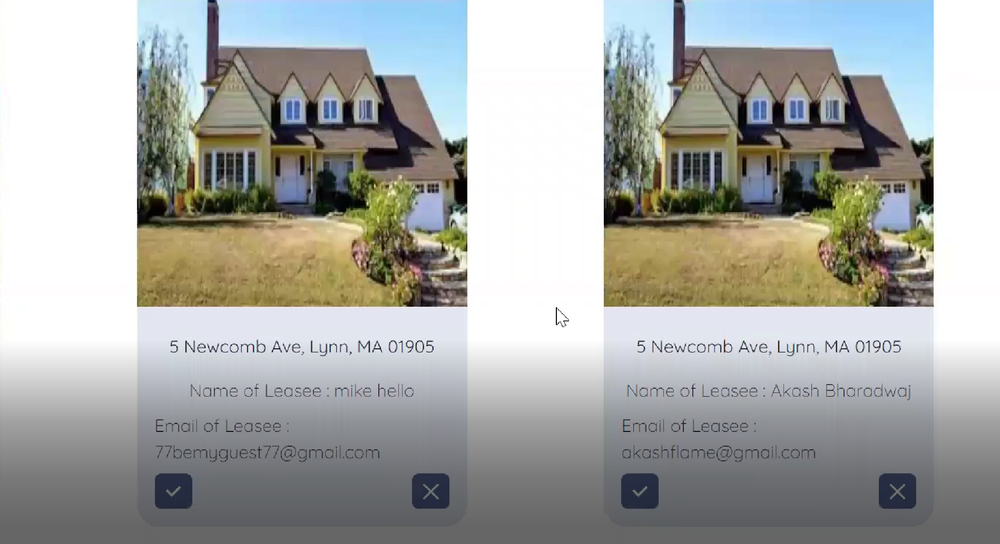 5 Newcomb Ave, Lynn, MA 01905
Name of Leasee : mike hello
Email of Leasee :
77bemyguest77@gmail.com
5 Newcomb Ave, Lynn, MA 01905
Name of Leasee : Akash Bharadwaj
Email of Leasee :
akashflame@gmail.com